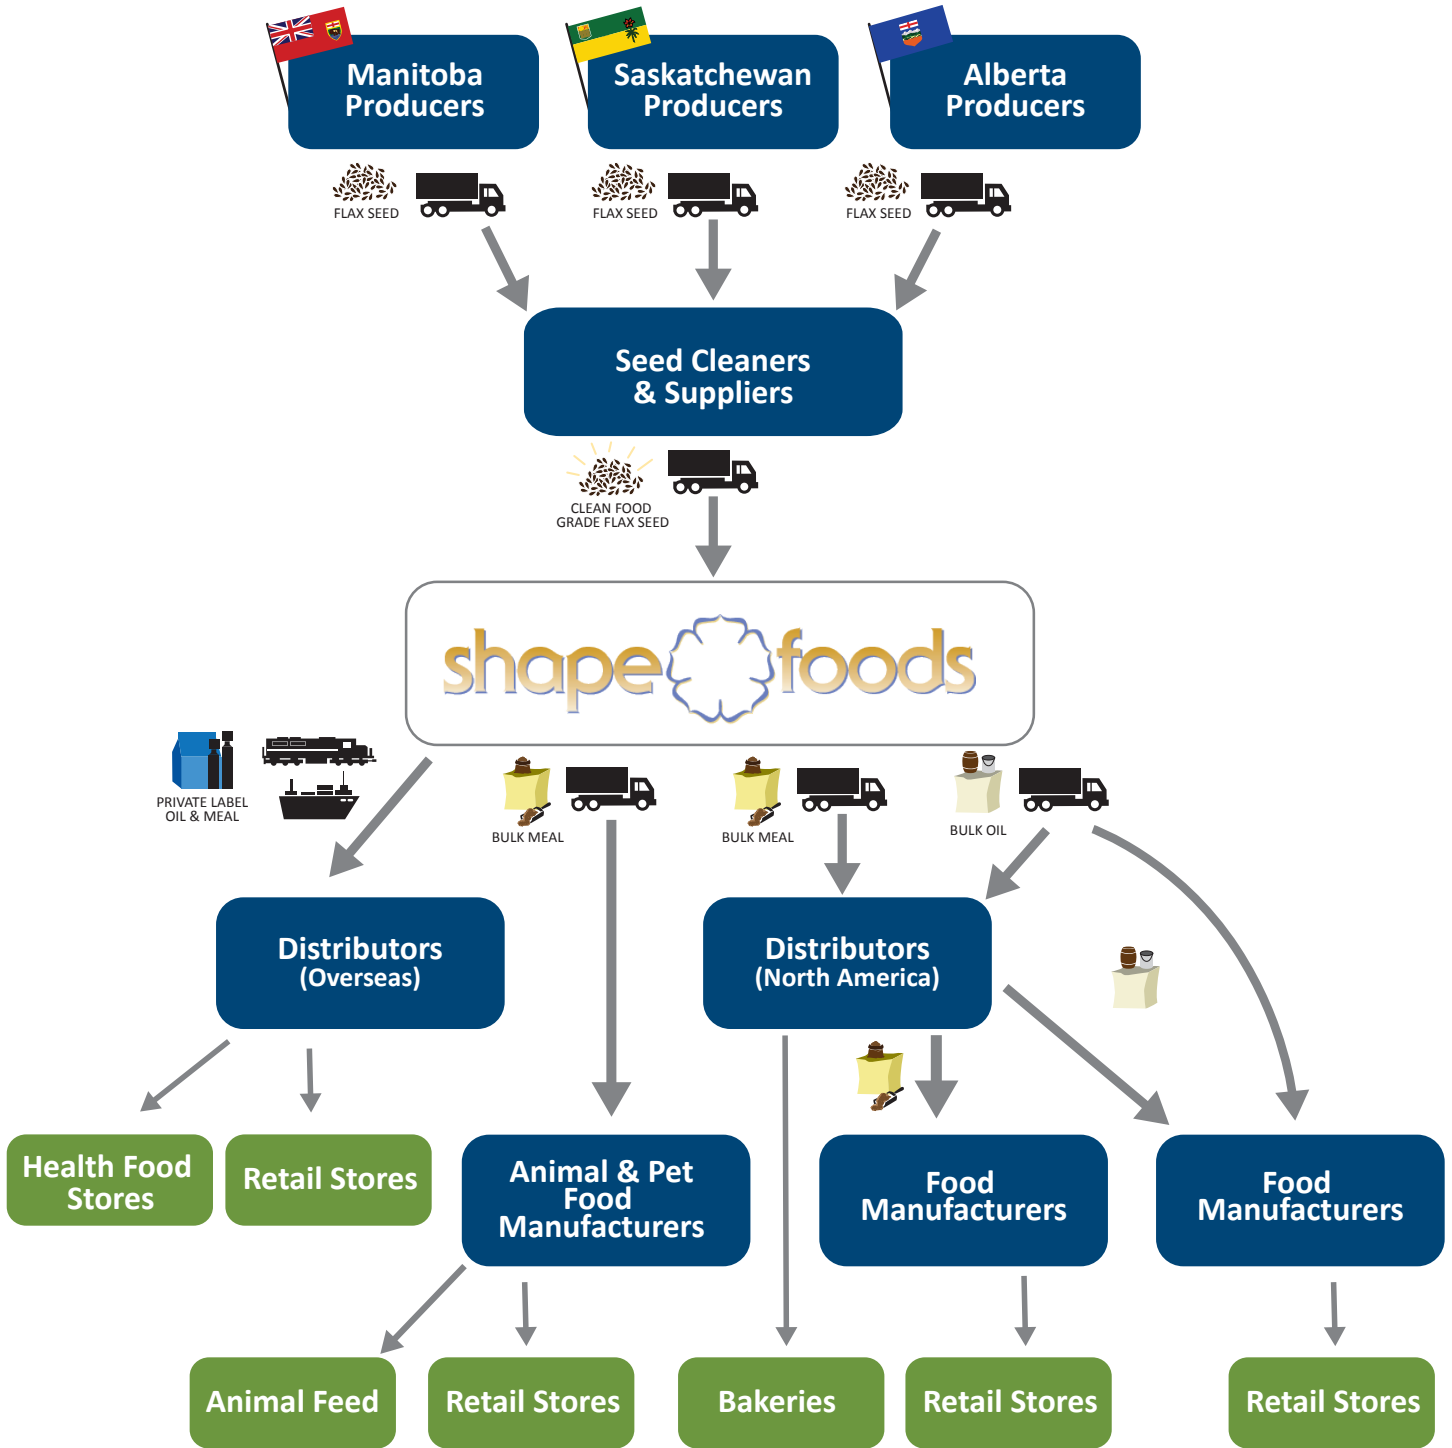 Manitoba
Producers
Saskatchewan
Producers
Alberta
Producers
FLAX SEED
FLAX SEED
FLAX SEED
Seed Cleaners
& Suppliers
CLEAN FOOD
GRADE FLAX SEED
shape foods
PRIVATE LABEL
OIL & MEAL
BULK MEAL
BULK MEAL
BULK OIL
Distributors
(Overseas)
Distributors
(North America)
Health Food
Stores
Retail Stores
Animal & Pet
Food
Manufacturers
Food
Manufacturers
Food
Manufacturers
Animal Feed
Retail Stores
Bakeries
Retail Stores
Retail Stores